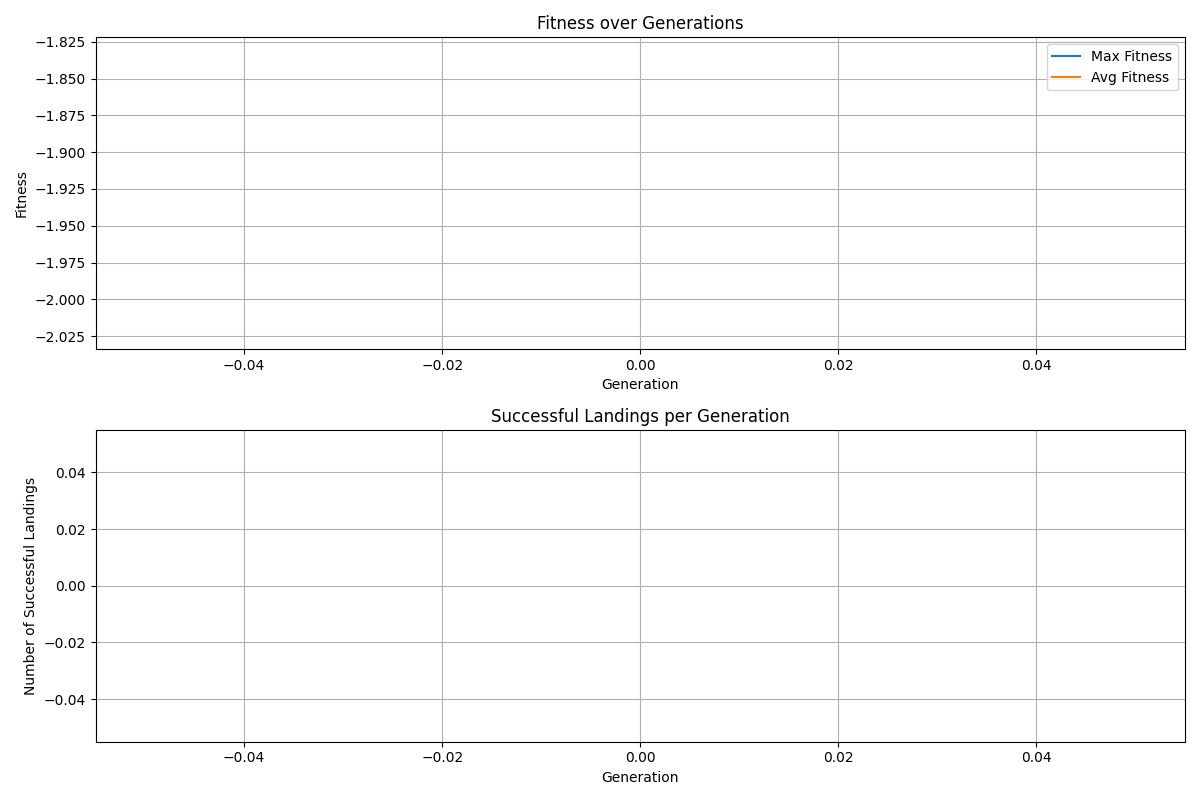 Fitness over Generations
Max Fitness
Avg Fitness
Fitness
−1.825
−1.850
−1.875
−1.900
−1.925
−1.950
−1.975
−2.000
−2.025
−0.04 −0.02 0.00 0.02 0.04
Generation
Successful Landings per Generation
Number of Successful Landings
0.04
0.02
0.00
−0.02
−0.04
−0.04 −0.02 0.00 0.02 0.04
Generation